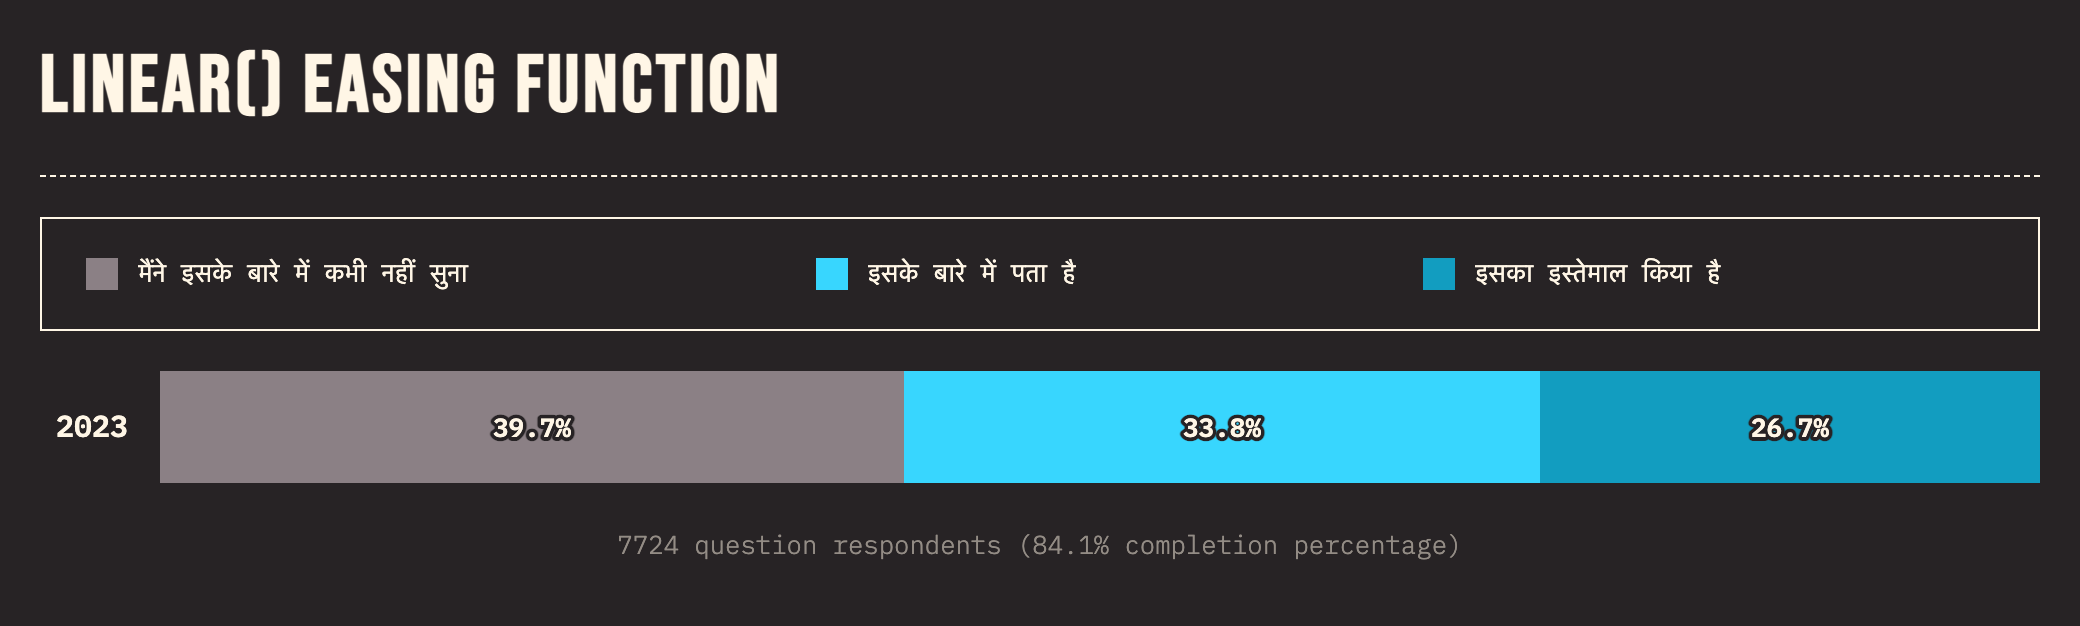 LINEAR() EASING FUNCTION
मैंने इसके बारे में कभी नहीं सुना
इसके बारे में पता है
इसका इस्तेमाल किया है
2023
39.7%
33.8%
26.7%
7724 question respondents (84.1% completion percentage)